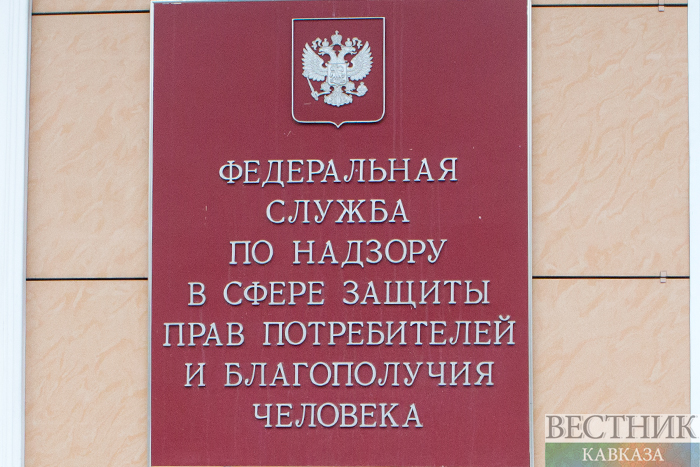 ФЕДЕРАЛЬНАЯ
СЛУЖБА
ПО НАДЗОРУ
В СФЕРЕ ЗАЩИТЫ
ПРАВ ПОТРЕБИТЕЛЕЙ
И БЛАГОПОЛУЧИЯ
ЧЕЛОВЕКА
ВЕСТНИК
КАВКАЗА